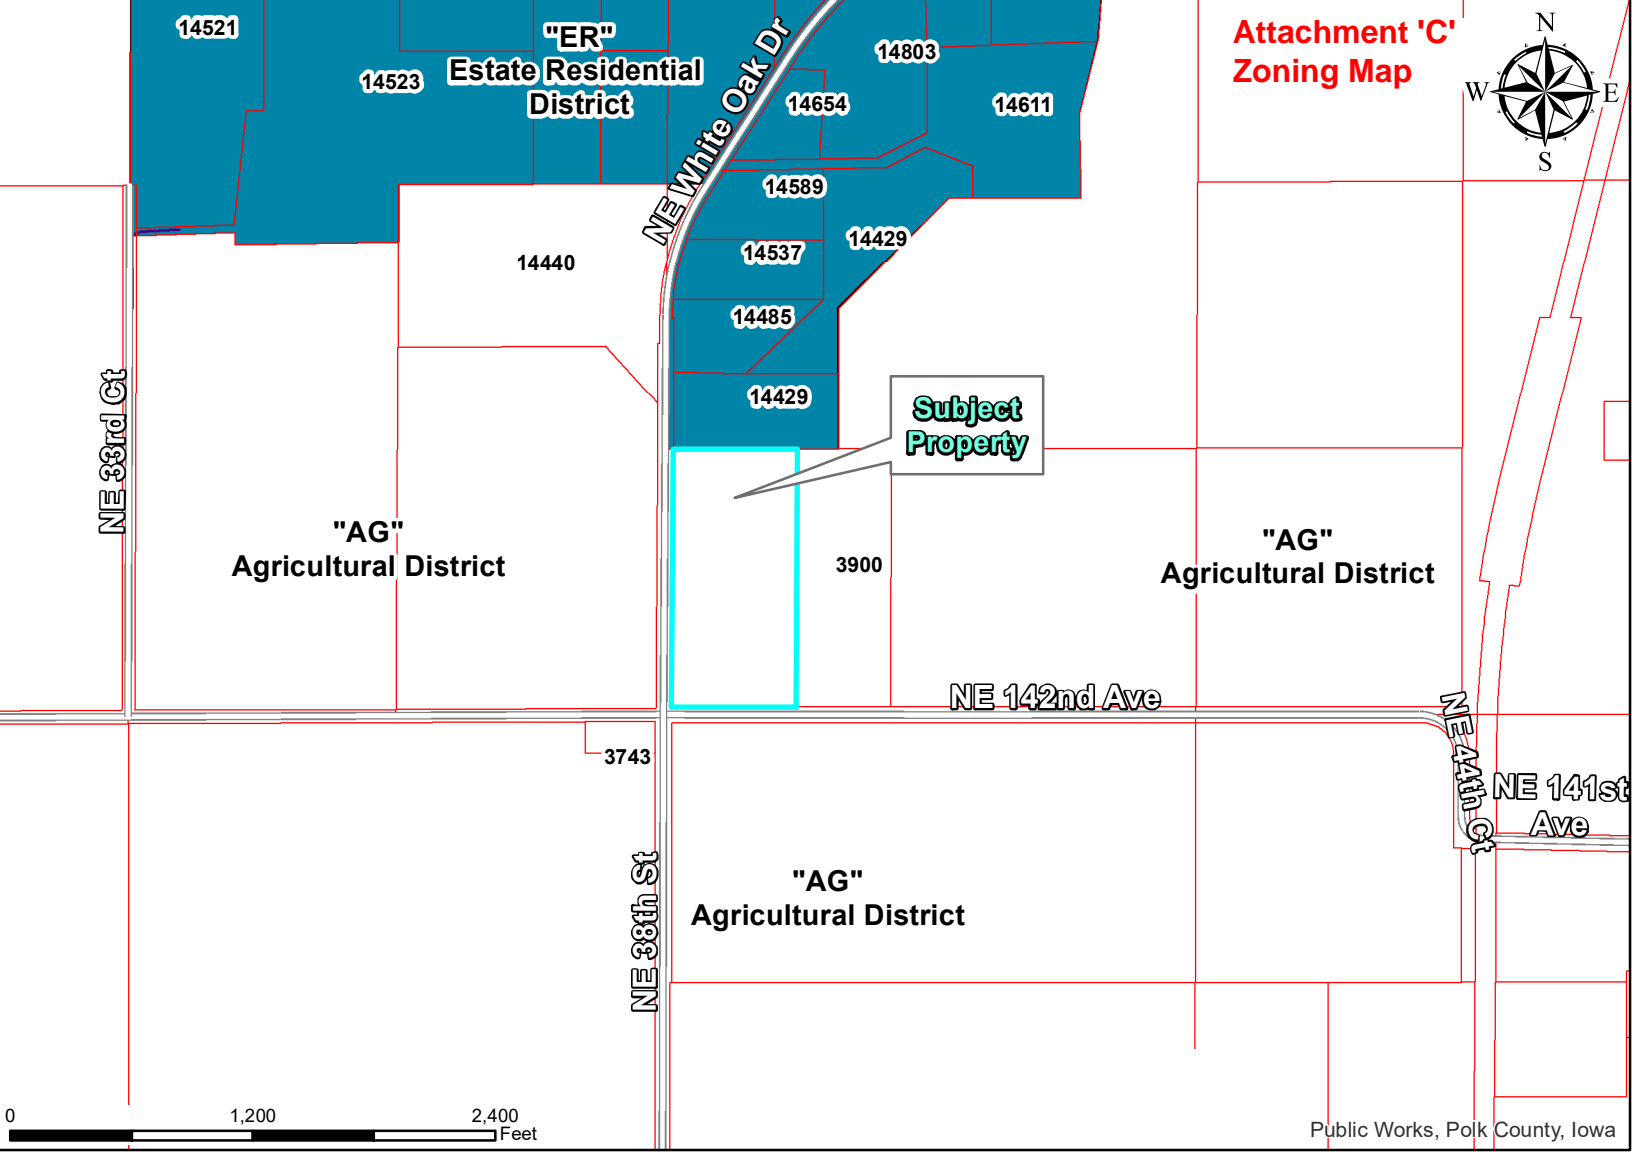 14521
"ER"
Estate Residential
District
14523
NE White Oak Dr
14803
14654
14611
Attachment 'C'
Zoning Map
N
W
E
S
14589
14537
14429
14440
14485
14429
Subject
Property
NE 33rd Ct
"AG"
Agricultural District
3900
"AG"
Agricultural District
NE 142nd Ave
NE 44th Ct
NE 141st
Ave
3743
NE 38th St
"AG"
Agricultural District
0
1,200
2,400
Feet
Public Works, Polk County, Iowa